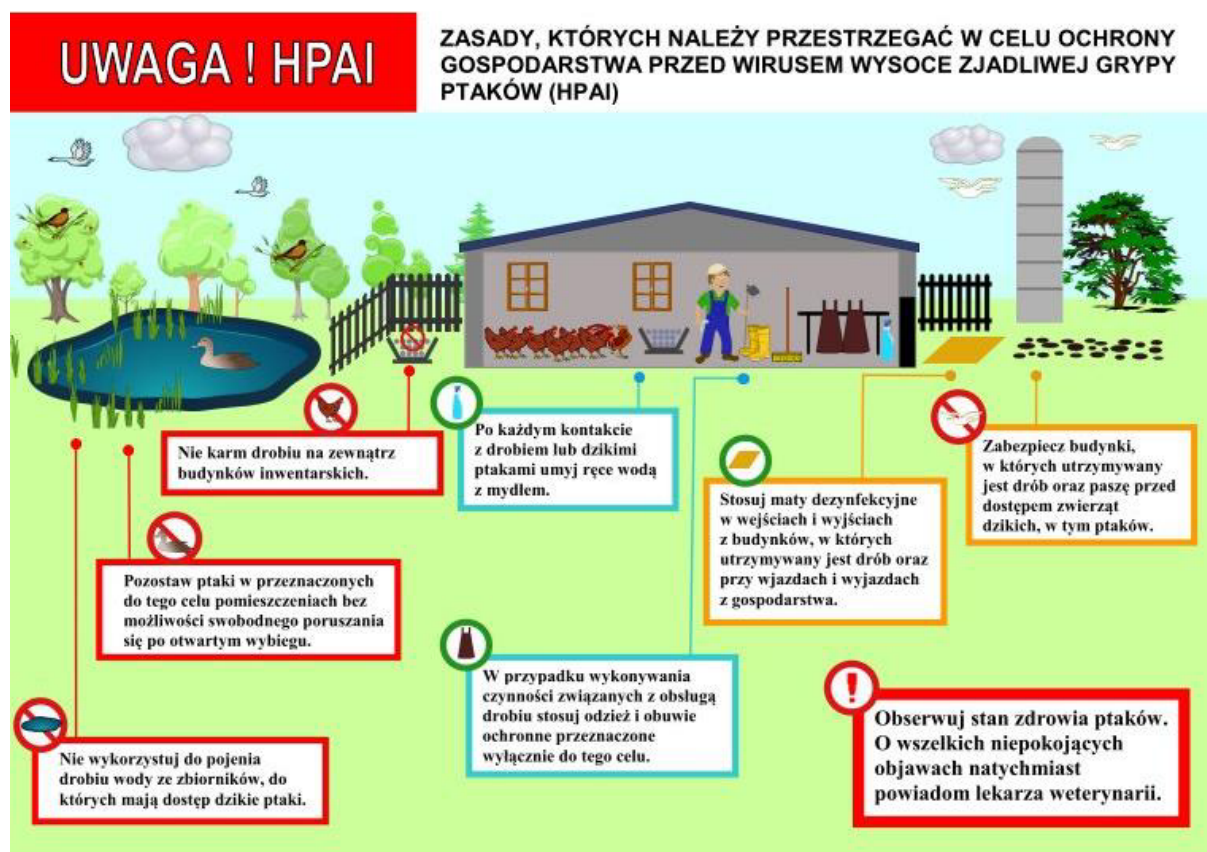 UWAGA ! HPAI
ZASADY, KTÓRYCH NALEŻY PRZESTRZEGAĆ W CELU OCHRONY
GOSPODARSTWA PRZED WIRUSEM WYSOCE ZJADLIWEJ GRYPY
PTAKÓW (HPAI)
Nie karm drobiu na zewnątrz
budynków inwentarskich.
Po każdym kontakcie
z drobiem lub dzikimi
ptakami umyj ręce wodą
z mydłem.
Stosuj maty dezynfekcyjne
w wejściach i wyjściach
z budynków, w których
utrzymywany jest drób oraz
przy wjazdach i wyjazdach
z gospodarstwa.
Zabezpiecz budynki,
w których utrzymywany
jest drób oraz paszę przed
dostępem zwierząt
dzikich, w tym ptaków.
Pozostaw ptaki w przeznaczonych
do tego celu pomieszczeniach bez
możliwości swobodnego poruszania
się po otwartym wybiegu.
W przypadku wykonywania
czynności związanych z obsługą
drobiu stosuj odzież i obuwie
ochronne przeznaczone
wyłącznie do tego celu.
Nie wykorzystuj do pojenia
drobiu wody ze zbiorników, do
których mają dostęp dzikie ptaki.
Obserwuj stan zdrowia ptaków.
O wszelkich niepokojących
objawach natychmiast
powiadom lekarza weterynarii.